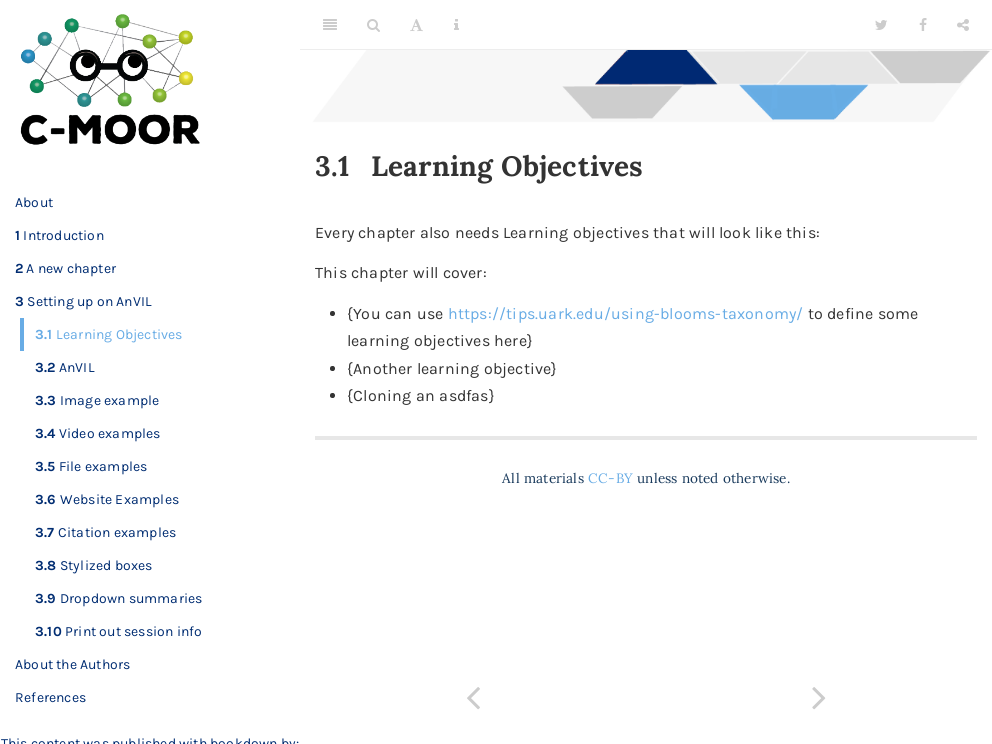 C-MOOR
About
1 Introduction
2 A new chapter
3 Setting up on AnVIL
3.1 Learning Objectives
3.2 AnVIL
3.3 Image example
3.4 Video examples
3.5 File examples
3.6 Website Examples
3.7 Citation examples
3.8 Stylized boxes
3.9 Dropdown summaries
3.10 Print out session info
About the Authors
References
This content was published with bookdown by:
A
3.1 Learning Objectives
Every chapter also needs Learning objectives that will look like this:
This chapter will cover:
• {You can use https://tips.uark.edu/using-blooms-taxonomy/ to define some
learning objectives here}
• {Another learning objective}
• {Cloning an asdfas}
All materials CC-BY unless noted otherwise.